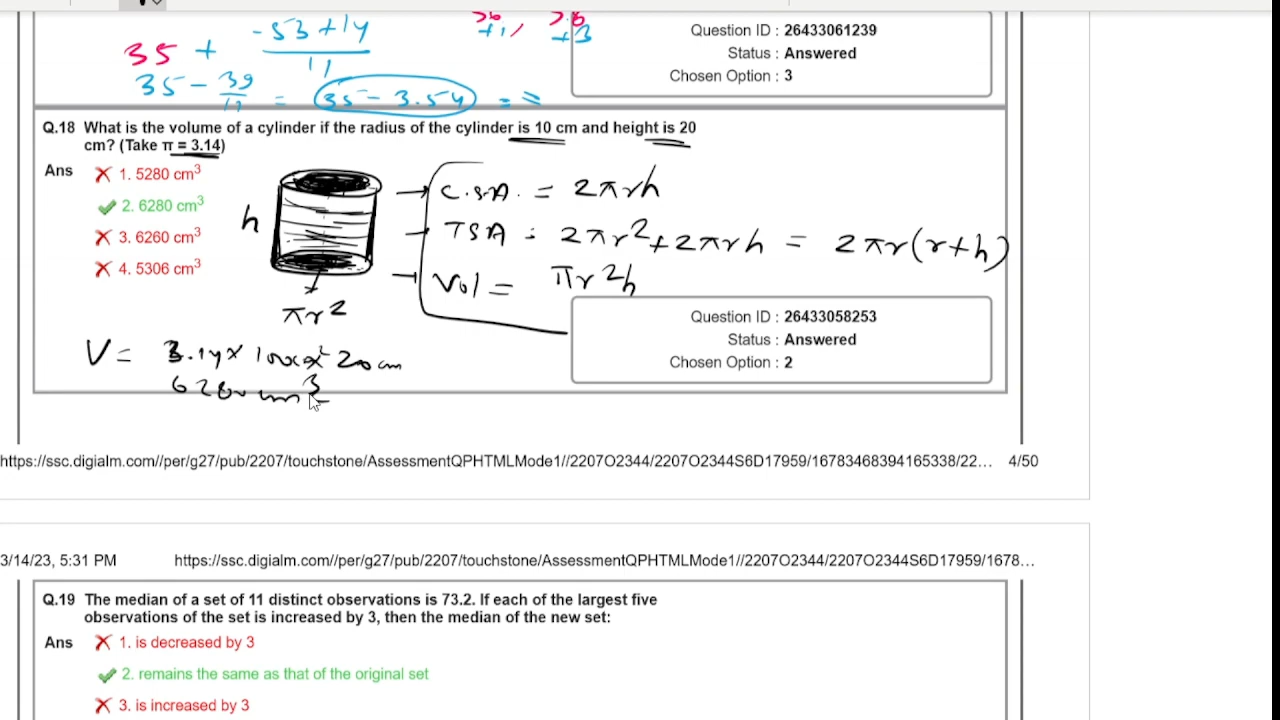 35 + -53+14
11
35 - 39
11 = 35 - 3.54 =
Question ID : 26433061239
Status : Answered
Chosen Option : 3
Q.18 What is the volume of a cylinder if the radius of the cylinder is 10 cm and height is 20
cm? (Take π = 3.14)
Ans
1. 5280 cm³
2. 6280 cm³
3. 6260 cm³
4. 5306 cm³
h
πr²
C.S.A. = 2πrh
TSA = 2πr²+2πrh = 2πr(r+h)
Vol = πr²h
V = 3.14 × 100 × 20 cm
6280 cm³
Question ID : 26433058253
Status : Answered
Chosen Option : 2
https://ssc.digialm.com//per/g27/pub/2207/touchstone/AssessmentQPHTMLMode1//2207O2344/2207O2344S6D17959/16783468394165338/22... 4/50
3/14/23, 5:31 PM https://ssc.digialm.com//per/g27/pub/2207/touchstone/AssessmentQPHTMLMode1//2207O2344/2207O2344S6D17959/1678...
Q.19 The median of a set of 11 distinct observations is 73.2. If each of the largest five
observations of the set is increased by 3, then the median of the new set:
Ans
1. is decreased by 3
2. remains the same as that of the original set
3. is increased by 3